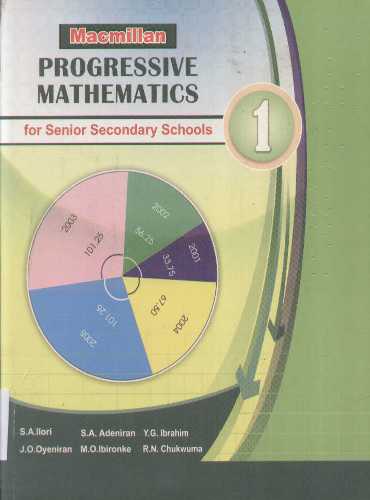 Macmillan
PROGRESSIVE
MATHEMATICS
for Senior Secondary Schools
1
2002
56.25
2001
33.75
2003
101.25
67.50
2004
101.25
2005
S.A.Ilori S.A. Adeniran Y.G. Ibrahim
J.O.Oyeniran M.O.Ibironke R.N. Chukwuma